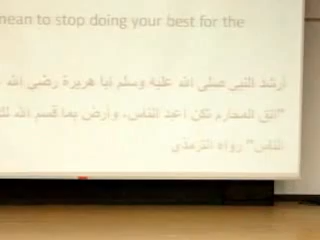 mean to stop doing your best for the
أرشد النبي صلى الله عليه وسلم أبا هريرة رضي الله
"اتق المحارم تكن أعبد الناس، وأرض بما قسم الله لك
الناس" رواه الترمذي